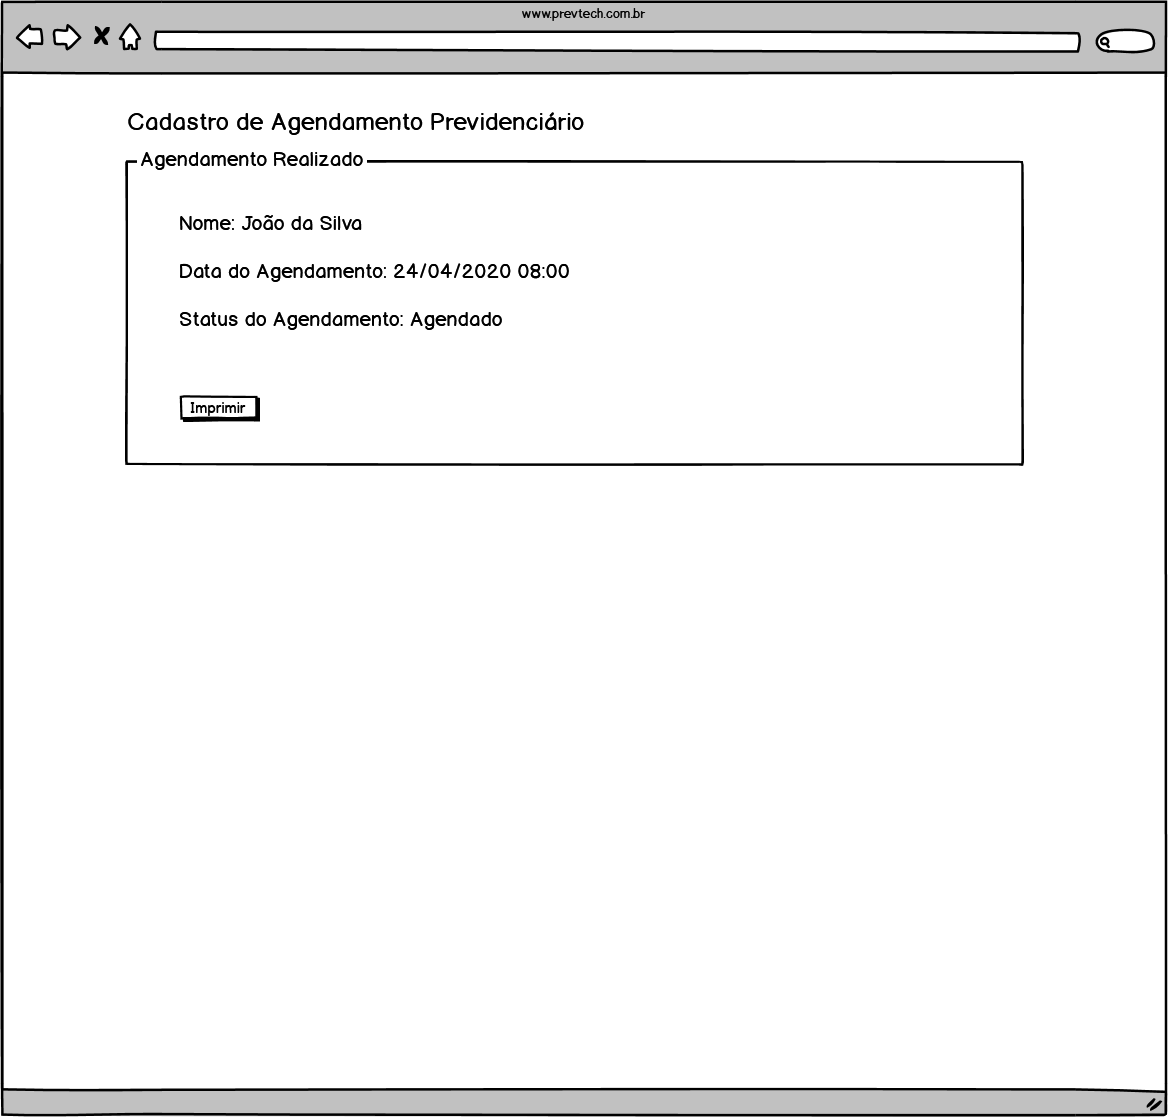 www.prevtech.com.br
Cadastro de Agendamento Previdenciário
Agendamento Realizado
Nome: João da Silva
Data do Agendamento: 24/04/2020 08:00
Status do Agendamento: Agendado
Imprimir